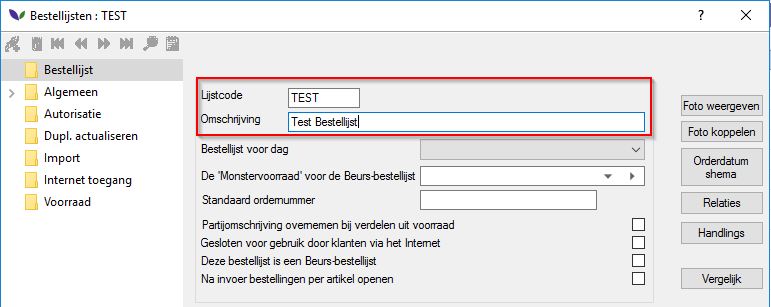 Bestellijsten : TEST
?
Bestellijst
Algemeen
Autorisatie
Dupl. actualiseren
Import
Internet toegang
Voorraad
Lijstcode TEST
Omschrijving Test Bestellijst
Bestellijst voor dag
De 'Monstervoorraad' voor de Beurs-bestellijst
Standaard ordernummer
Partijomschrijving overnemen bij verdelen uit voorraad
Gesloten voor gebruik door klanten via het Internet
Deze bestellijst is een Beurs-bestellijst
Na invoer bestellingen per artikel openen
Foto weergeven
Foto koppelen
Orderdatum
shema
Relaties
Handlings
Vergelijk